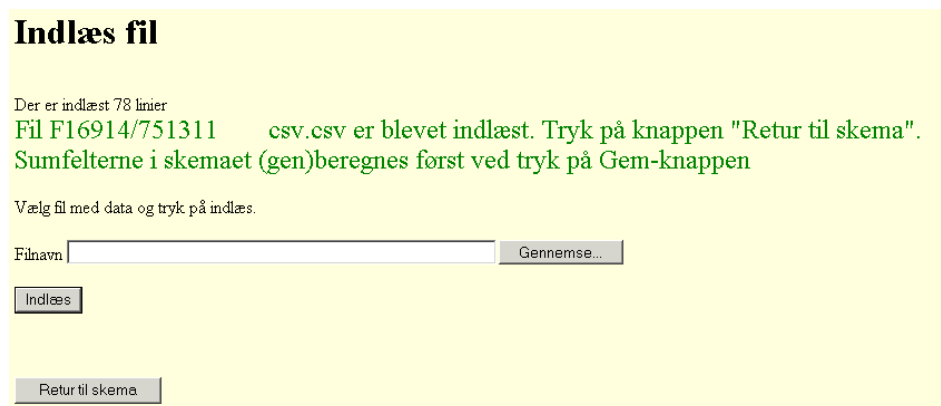 Indlæs fil
Der er indlæst 78 linier
Fil F16914/751311 csv.csv er blevet indlæst. Tryk på knappen "Retur til skema".
Sumfelterne i skemaet (gen)beregnes først ved tryk på Gem-knappen
Vælg fil med data og tryk på indlæs.
Filnavn Gennemse...
Indlæs
Retur til skema